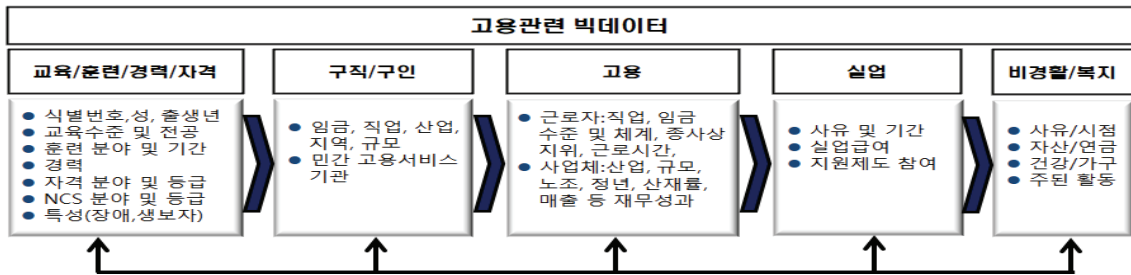 고용관련 빅데이터
교육/훈련/경력/자격
● 식별번호,성, 출생년
● 교육수준 및 전공
● 훈련 분야 및 기간
● 경력
● 자격 분야 및 등급
● NCS 분야 및 등급
● 특성(장애,생보자)
구직/구인
● 임금, 직업, 산업,
지역, 규모
● 민간 고용서비스
기관
고용
● 근로자:직업, 임금
수준 및 체계, 종사상
지위, 근로시간,
● 사업체:산업, 규모,
노조, 정년, 산재률,
매출 등 재무성과
실업
● 사유 및 기간
● 실업급여
● 지원제도 참여
비경활/복지
● 사유/시점
● 자산/연금
● 건강/가구
● 주된 활동